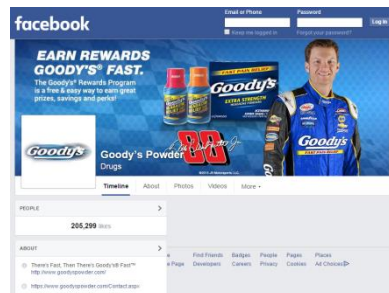 facebook
Email or Phone
Password
Log In
Keep me logged in
Forgot your password?
EARN REWARDS
GOODY'S® FAST.
The Goody's Rewards Program
is a free & easy way to earn great
prizes, savings and perks!
FAST PAIN RELIEF
Goody's
EXTRA STRENGTH
Goody's
88
Goody's
Goody's Powder
Drugs
Timeline
About
Photos
Videos
More
PEOPLE
205,299 likes
ABOUT
There's Fast, Then There's Goody's® Fast™
http://www.goodyspowder.com/
https://www.goodyspowder.com/Contact.aspx
Find Friends
Badges
People
Pages
Places
Page
Developers
Careers
Privacy
Cookies
Ad Choices